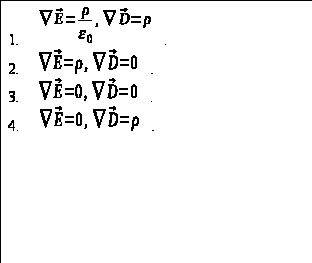 1. ∇E⃗=ρ/ε₀, ∇D⃗=ρ .
2. ∇E⃗=ρ, ∇D⃗=0 .
3. ∇E⃗=0, ∇D⃗=0 .
4. ∇E⃗=0, ∇D⃗=ρ .